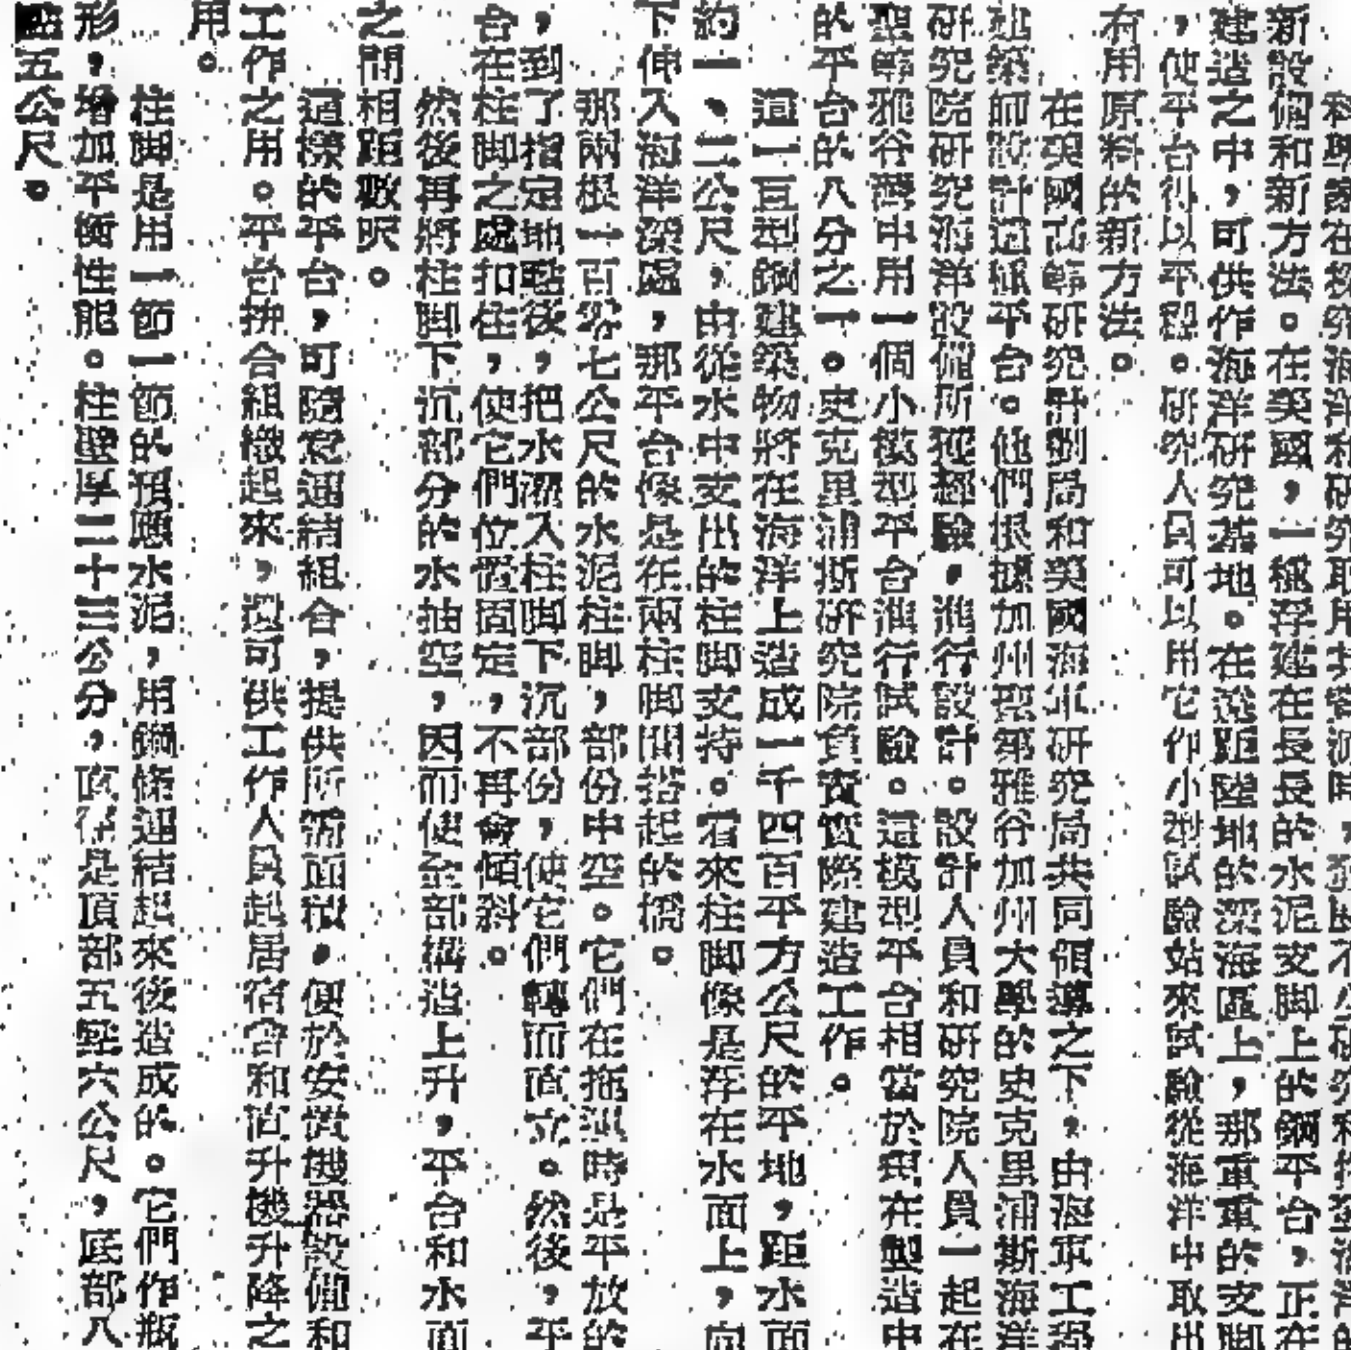 科學家在探究海洋和研究取用其資源時，
新設備和新方法。在美國，一種浮建在長長的水泥支脚上的鋼平台，正在
建造之中，可供作海洋研究基地。在遠距陸地的深海區上，那重重的支脚
，使平台得以平穩。研究人員可以用它作小型試驗站來試驗從海洋中取出
有用原料的新方法。
在美國高等研究計劃局和美國海軍研究局共同領導之下，由海軍工程
建築師設計這種平台。他們根據加州聖第雅谷加州大學的史克里浦斯海洋
研究院研究海洋設備所獲經驗，進行設計。設計人員和研究院人員一起在
聖第雅谷灣中用一個小模型平台進行試驗。這模型平台相當於現在製造中
的平台的八分之一。史克里浦斯研究院負責實際建造工作。
這一巨型鋼建築物將在海洋上造成一千四百平方公尺的平地，距水面
約一、二公尺，由從水中支出的柱脚支持。看來柱脚像是存在水面上，向
下伸入海洋深處，那平台像是在兩柱脚間搭起的橋。
那兩根一百零七公尺的水泥柱脚，部份中空。它們在拖到時是平放的
，到了指定地點後，把水灌入柱脚下沉部份，使它們轉而直立。然後，平
台在柱脚之處扣住，使它們位置固定，不再會傾斜。
然後再將柱脚下沉部分的水抽空，因而使全部構造上升，平台和水面
之間相距數呎。
這樣的平台，可隨意連結組合，提供所需面積，便於安置機器設備和
工作之用。平台拼合組織起來，還可供工作人員起居宿舍和直升機升降之
用。
柱脚是用一節一節的預應水泥，用鋼條連結起來後造成的。它們作瓶
形，增加平衡性能。柱壁厚二十三公分，直徑是頂部五點六公尺，底部八
點五公尺。